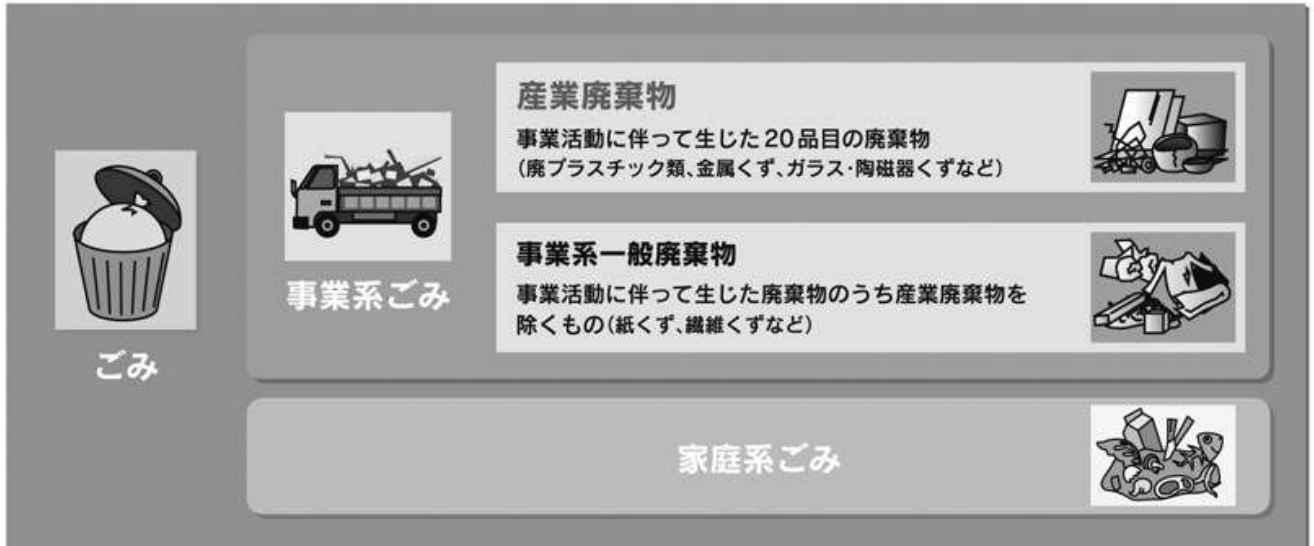 ごみ
事業系ごみ
産業廃棄物
事業活動に伴って生じた20品目の廃棄物
（廃プラスチック類、金属くず、ガラス・陶磁器くずなど）
事業系一般廃棄物
事業活動に伴って生じた廃棄物のうち産業廃棄物を
除くもの（紙くず、繊維くずなど）
家庭系ごみ